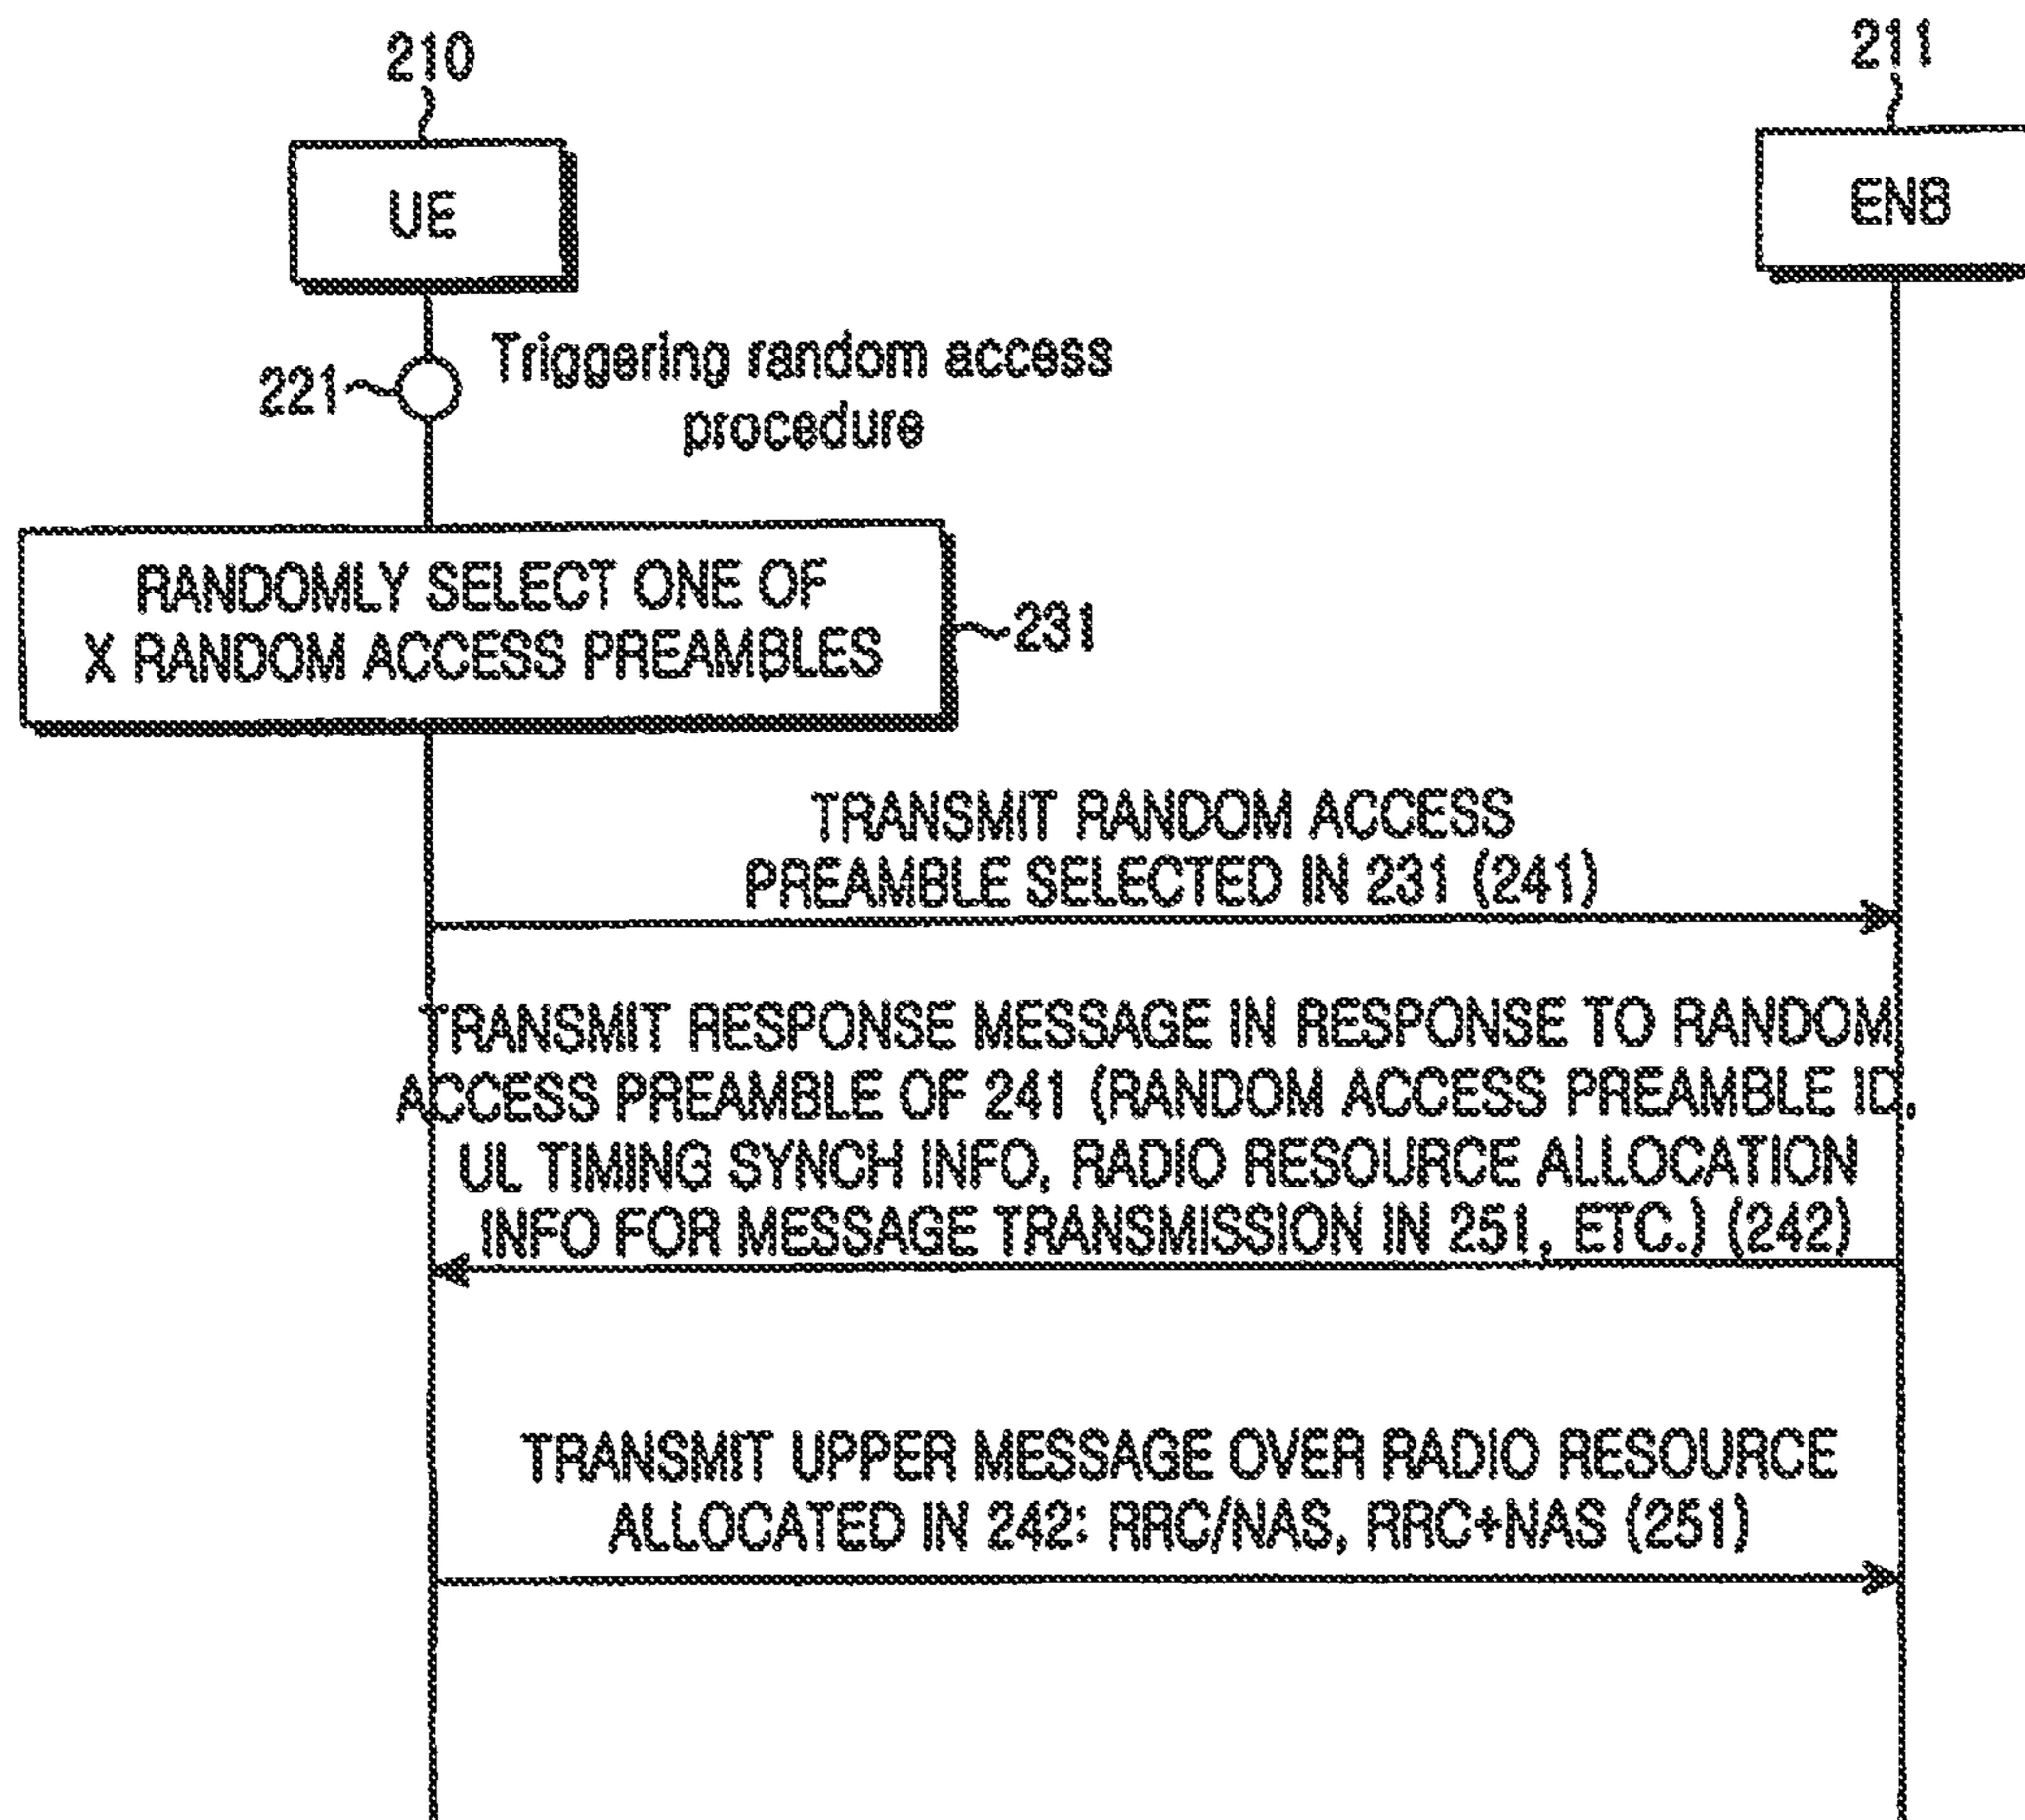 210
211
UE
ENB
221
Triggering random access
procedure
RANDOMLY SELECT ONE OF
X RANDOM ACCESS PREAMBLES
231
TRANSMIT RANDOM ACCESS
PREAMBLE SELECTED IN 231 (241)
TRANSMIT RESPONSE MESSAGE IN RESPONSE TO RANDOM
ACCESS PREAMBLE OF 241 (RANDOM ACCESS PREAMBLE ID,
UL TIMING SYNCH INFO, RADIO RESOURCE ALLOCATION
INFO FOR MESSAGE TRANSMISSION IN 251, ETC.) (242)
TRANSMIT UPPER MESSAGE OVER RADIO RESOURCE
ALLOCATED IN 242: RRC/NAS, RRC+NAS (251)